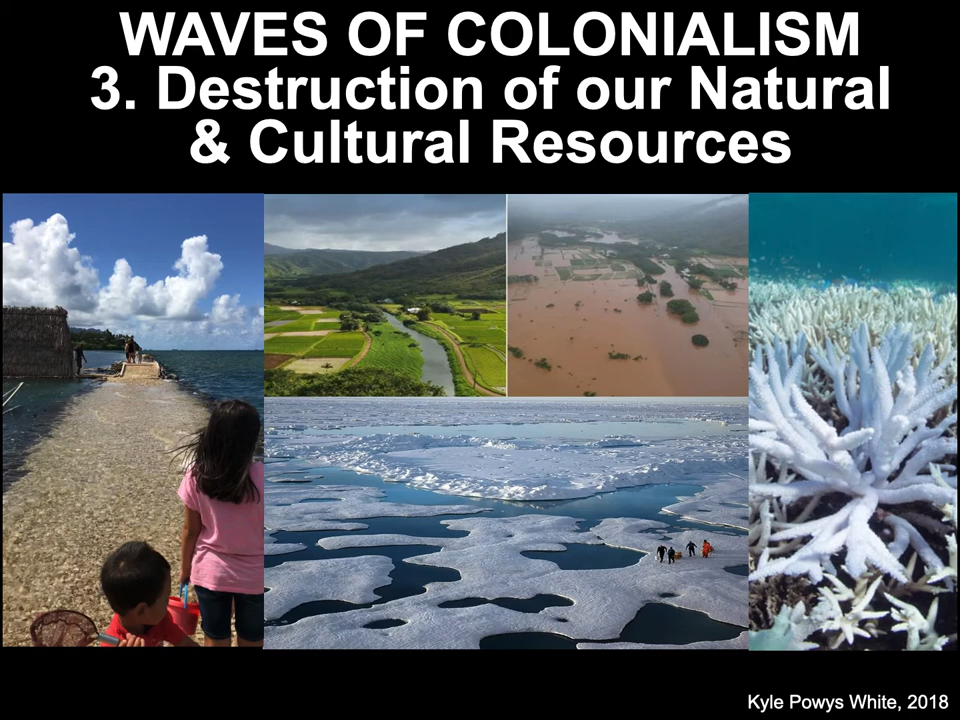 WAVES OF COLONIALISM
3. Destruction of our Natural
& Cultural Resources
Kyle Powys White, 2018